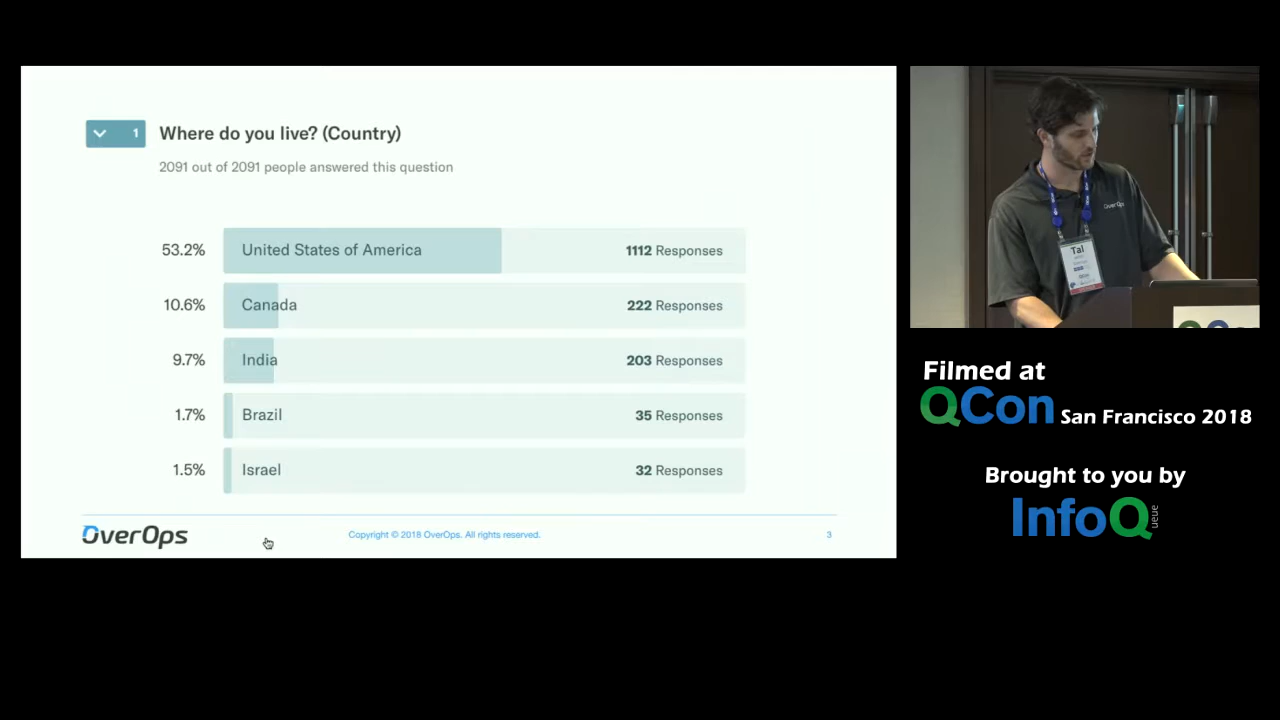 1
Where do you live? (Country)
2091 out of 2091 people answered this question
53.2% United States of America 1112 Responses
10.6% Canada 222 Responses
9.7% India 203 Responses
1.7% Brazil 35 Responses
1.5% Israel 32 Responses
OverOps
Copyright © 2018 OverOps. All rights reserved.
3
OverOps
Tal
Filmed at
QCon San Francisco 2018
Brought to you by
InfoQ
ueue